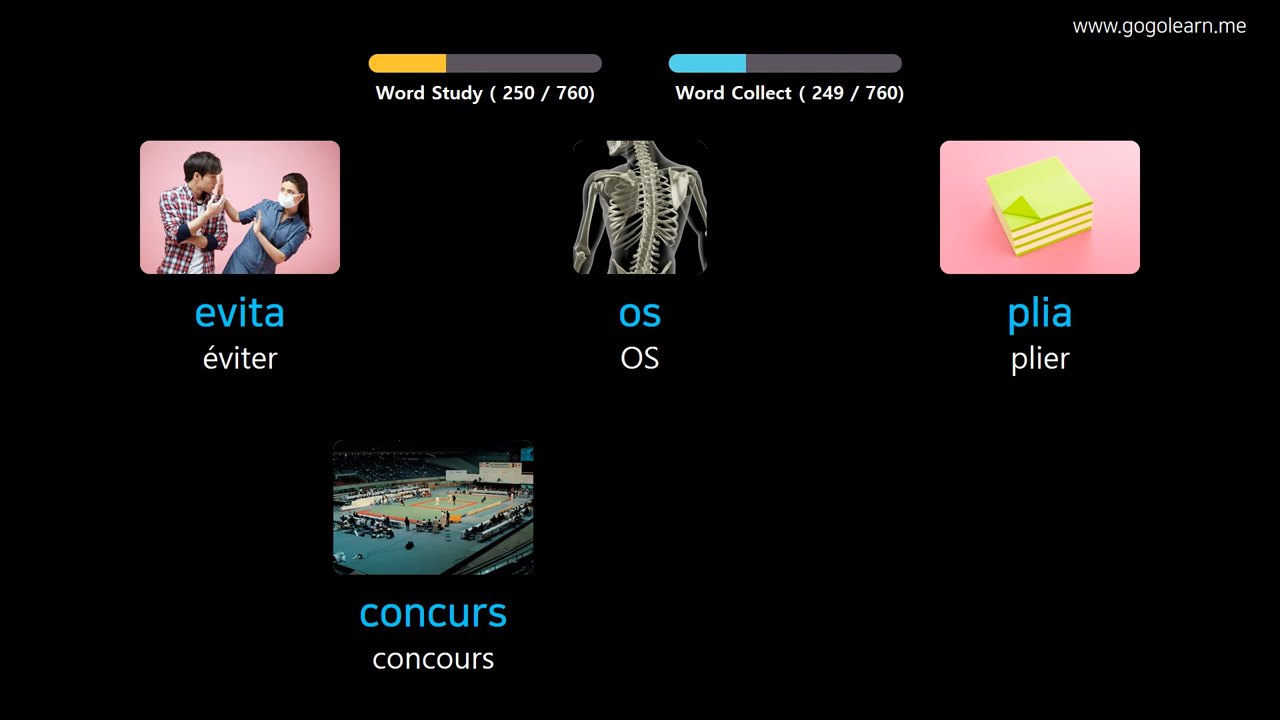 www.gogolearn.me
Word Study ( 250 / 760)
Word Collect ( 249 / 760)
evita
éviter
os
OS
plia
plier
concurs
concours